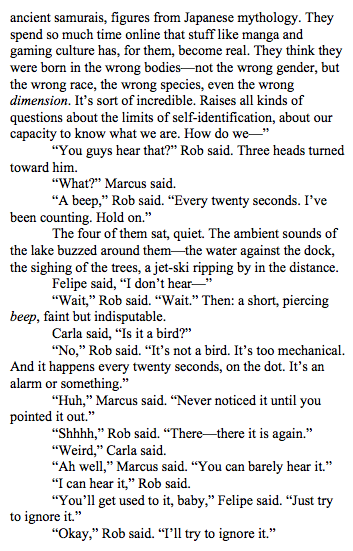 ancient samurais, figures from Japanese mythology. They
spend so much time online that stuff like manga and
gaming culture has, for them, become real. They think they
were born in the wrong bodies—not the wrong gender, but
the wrong race, the wrong species, even the wrong
dimension. It’s sort of incredible. Raises all kinds of
questions about the limits of self-identification, about our
capacity to know what we are. How do we—”
“You guys hear that?” Rob said. Three heads turned
toward him.
“What?” Marcus said.
“A beep,” Rob said. “Every twenty seconds. I’ve
been counting. Hold on.”
The four of them sat, quiet. The ambient sounds of
the lake buzzed around them—the water against the dock,
the sighing of the trees, a jet-ski ripping by in the distance.
Felipe said, “I don’t hear—”
“Wait,” Rob said. “Wait.” Then: a short, piercing
beep, faint but indisputable.
Carla said, “Is it a bird?”
“No,” Rob said. “It’s not a bird. It’s too mechanical.
And it happens every twenty seconds, on the dot. It’s an
alarm or something.”
“Huh,” Marcus said. “Never noticed it until you
pointed it out.”
“Shhhh,” Rob said. “There—there it is again.”
“Weird,” Carla said.
“Ah well,” Marcus said. “You can barely hear it.”
“I can hear it,” Rob said.
“You’ll get used to it, baby,” Felipe said. “Just try
to ignore it.”
“Okay,” Rob said. “I’ll try to ignore it.”